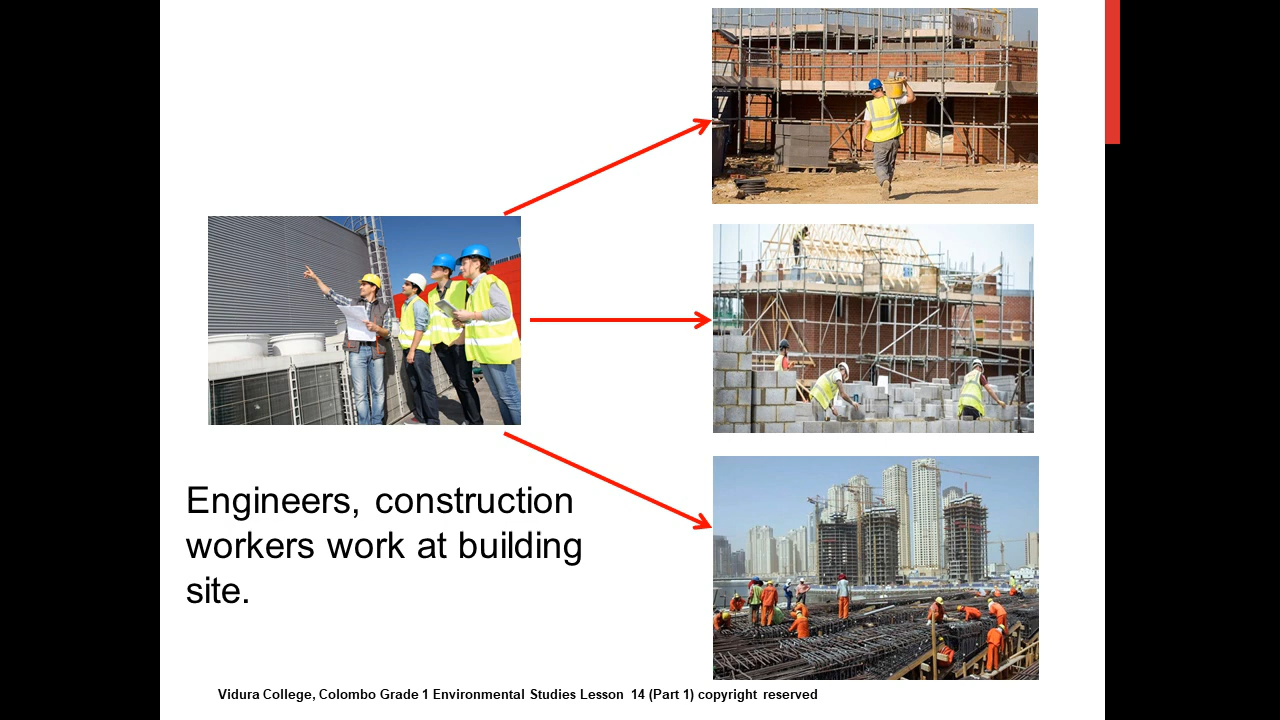 Engineers, construction
workers work at building
site.
Vidura College, Colombo Grade 1 Environmental Studies Lesson 14 (Part 1) copyright reserved